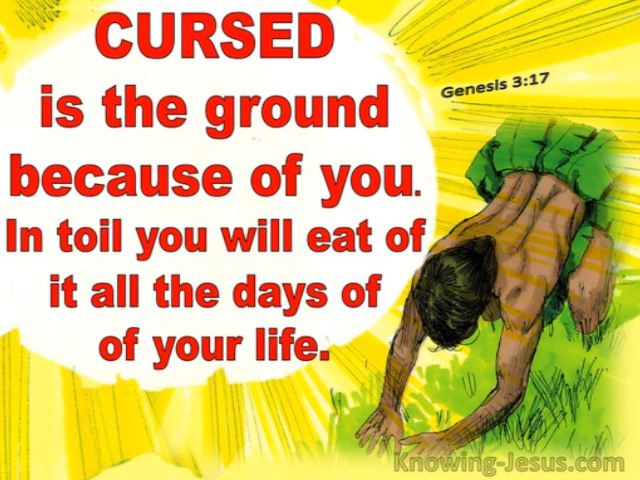 CURSED
is the ground
because of you.
In toil you will eat of
it all the days of
of your life.
Genesis 3:17
Knowing-Jesus.com